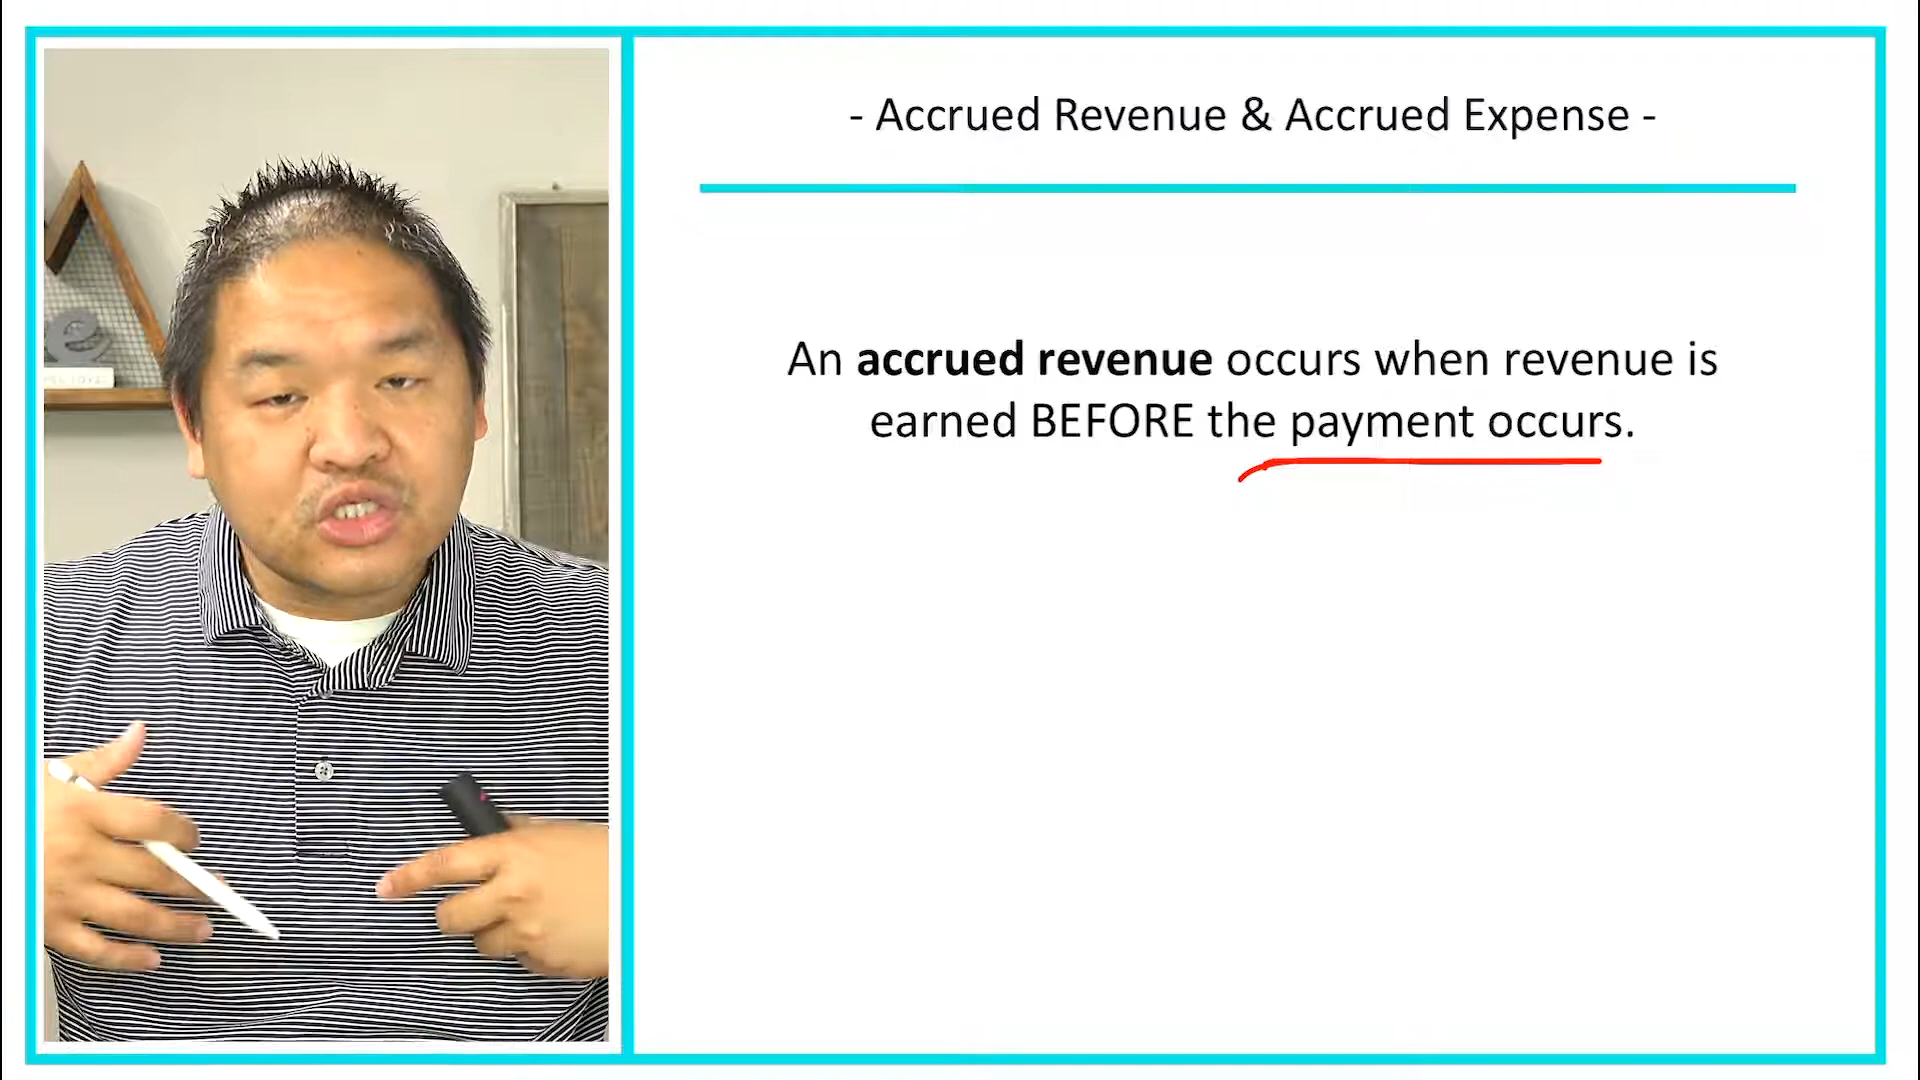 - Accrued Revenue & Accrued Expense -
An accrued revenue occurs when revenue is
earned BEFORE the payment occurs.